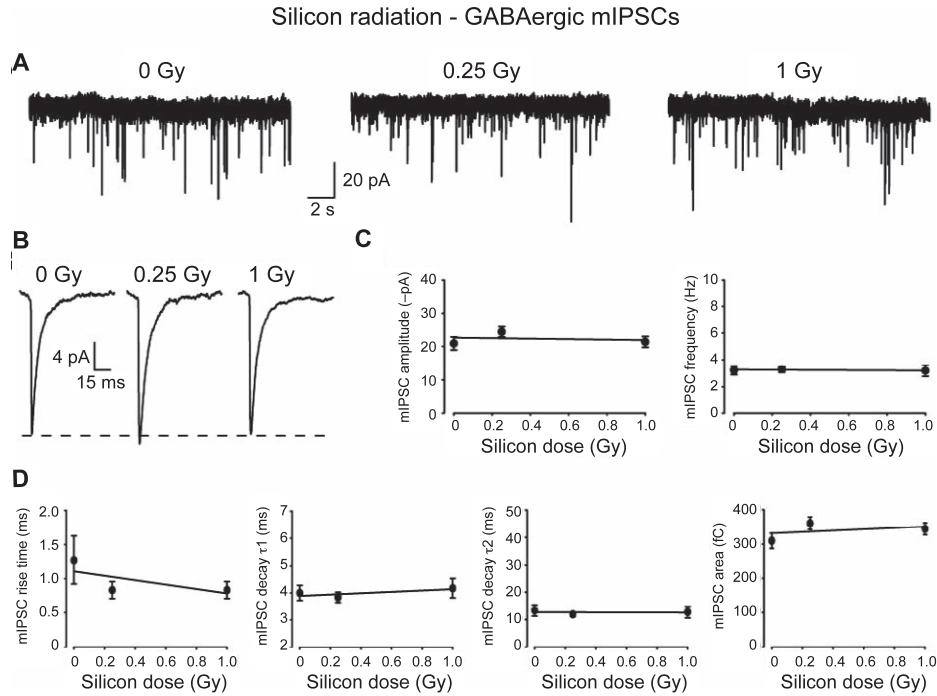 Silicon radiation - GABAergic mIPSCs
A
0 Gy
0.25 Gy
1 Gy
20 pA
2 s
B
0 Gy
0.25 Gy
1 Gy
4 pA
15 ms
C
mIPSC amplitude (–pA)
40
30
20
10
0
0 0.2 0.4 0.6 0.8 1.0
Silicon dose (Gy)
mIPSC frequency (Hz)
10
8
6
4
2
0
0 0.2 0.4 0.6 0.8 1.0
Silicon dose (Gy)
D
mIPSC rise time (ms)
2.0
1.5
1.0
0.5
0
0 0.2 0.4 0.6 0.8 1.0
Silicon dose (Gy)
mIPSC decay τ1 (ms)
7
6
5
4
3
2
0 0.2 0.4 0.6 0.8 1.0
Silicon dose (Gy)
mIPSC decay τ2 (ms)
50
40
30
20
10
0
0 0.2 0.4 0.6 0.8 1.0
Silicon dose (Gy)
mIPSC area (fC)
400
300
200
100
0
0 0.2 0.4 0.6 0.8 1.0
Silicon dose (Gy)